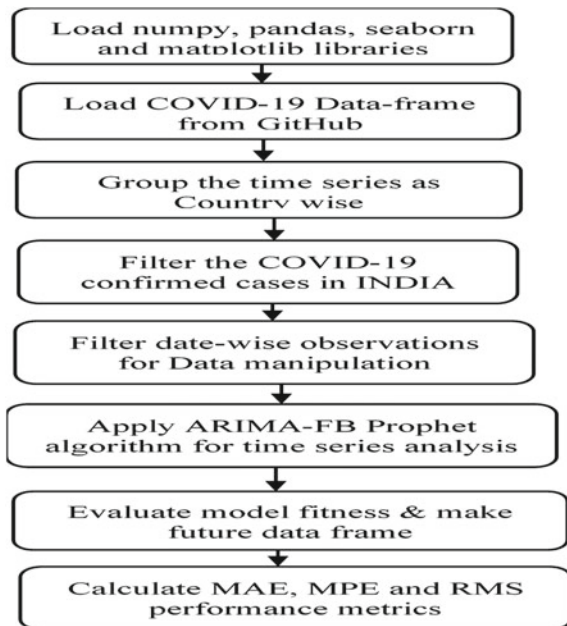 Load numpy, pandas, seaborn
and matplotlib libraries
Load COVID-19 Data-frame
from GitHub
Group the time series as
Country wise
Filter the COVID-19
confirmed cases in INDIA
Filter date-wise observations
for Data manipulation
Apply ARIMA-FB Prophet
algorithm for time series analysis
Evaluate model fitness & make
future data frame
Calculate MAE, MPE and RMS
performance metrics